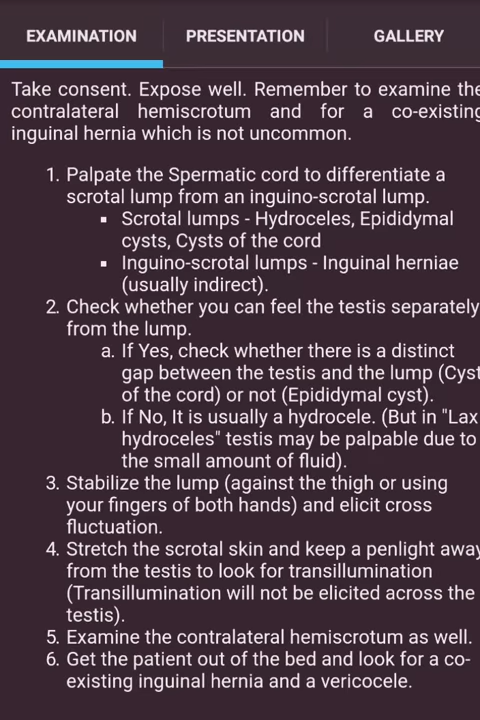 EXAMINATION PRESENTATION GALLERY
Take consent. Expose well. Remember to examine the
contralateral hemiscrotum and for a co-existing
inguinal hernia which is not uncommon.
1. Palpate the Spermatic cord to differentiate a
scrotal lump from an inguino-scrotal lump.
▪ Scrotal lumps - Hydroceles, Epididymal
cysts, Cysts of the cord
▪ Inguino-scrotal lumps - Inguinal herniae
(usually indirect).
2. Check whether you can feel the testis separately
from the lump.
a. If Yes, check whether there is a distinct
gap between the testis and the lump (Cyst
of the cord) or not (Epididymal cyst).
b. If No, It is usually a hydrocele. (But in "Lax
hydroceles" testis may be palpable due to
the small amount of fluid).
3. Stabilize the lump (against the thigh or using
your fingers of both hands) and elicit cross
fluctuation.
4. Stretch the scrotal skin and keep a penlight away
from the testis to look for transillumination
(Transillumination will not be elicited across the
testis).
5. Examine the contralateral hemiscrotum as well.
6. Get the patient out of the bed and look for a co-
existing inguinal hernia and a vericocele.